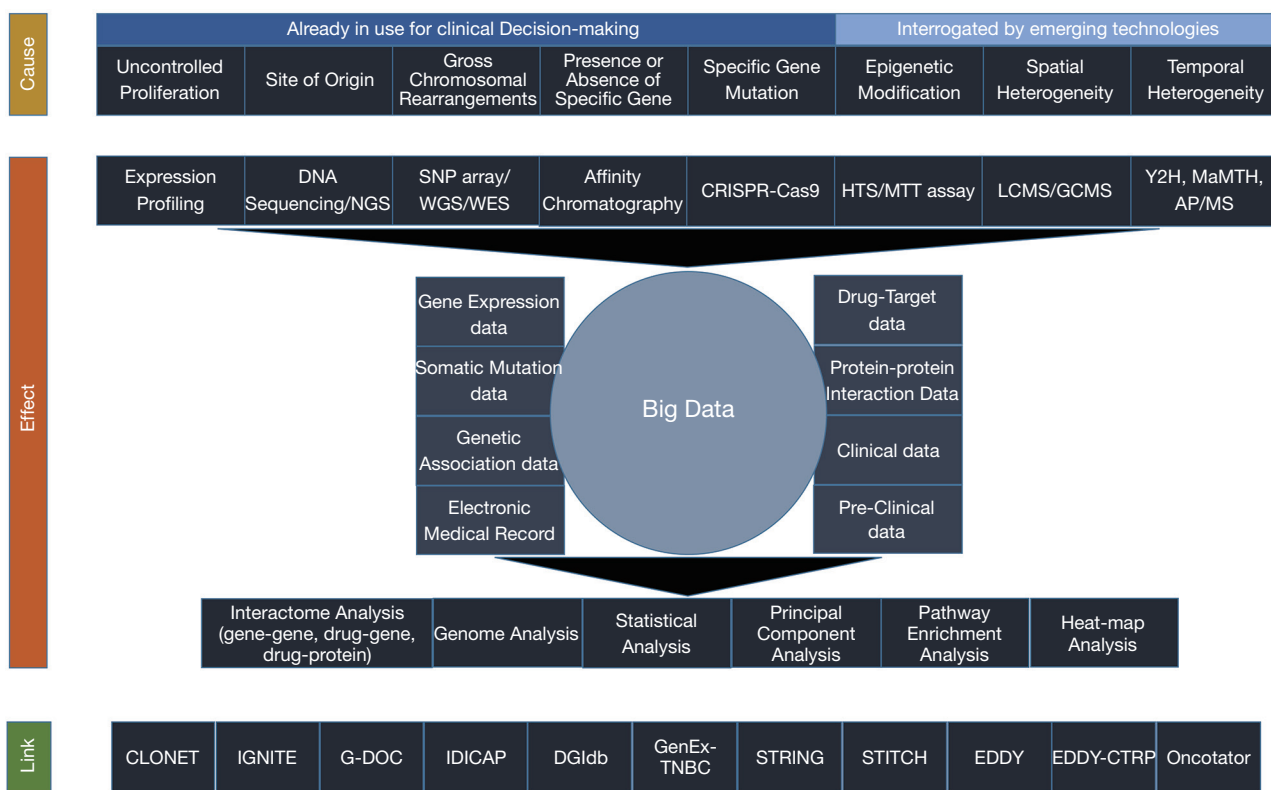 Cause
Already in use for clinical Decision-making
Interrogated by emerging technologies
Uncontrolled
Proliferation
Site of Origin
Gross
Chromosomal
Rearrangements
Presence or
Absence of
Specific Gene
Specific Gene
Mutation
Epigenetic
Modification
Spatial
Heterogeneity
Temporal
Heterogeneity
Effect
Expression
Profiling
DNA
Sequencing/NGS
SNP array/
WGS/WES
Affinity
Chromatography
CRISPR-Cas9
HTS/MTT assay
LCMS/GCMS
Y2H, MaMTH,
AP/MS
Gene Expression
data
Somatic Mutation
data
Genetic
Association data
Electronic
Medical Record
Big Data
Drug-Target
data
Protein-protein
Interaction Data
Clinical data
Pre-Clinical
data
Interactome Analysis
(gene-gene, drug-gene,
drug-protein)
Genome Analysis
Statistical
Analysis
Principal
Component
Analysis
Pathway
Enrichment
Analysis
Heat-map
Analysis
Link
CLONET
IGNITE
G-DOC
IDICAP
DGIdb
GenEx-
TNBC
STRING
STITCH
EDDY
EDDY-CTRP
Oncotator